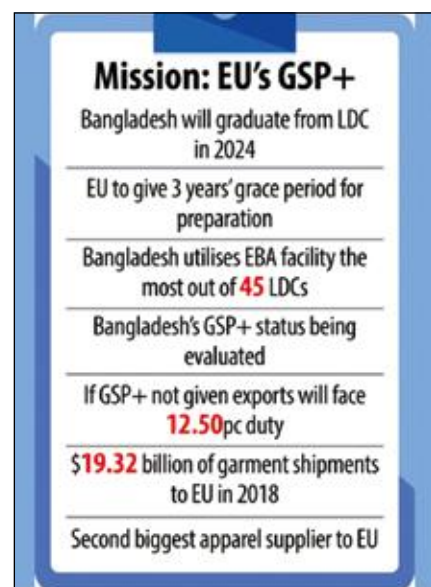 Mission: EU's GSP+
Bangladesh will graduate from LDC
in 2024
EU to give 3 years' grace period for
preparation
Bangladesh utilises EBA facility the
most out of 45 LDCs
Bangladesh's GSP+ status being
evaluated
If GSP+ not given exports will face
12.50pc duty
$19.32 billion of garment shipments
to EU in 2018
Second biggest apparel supplier to EU